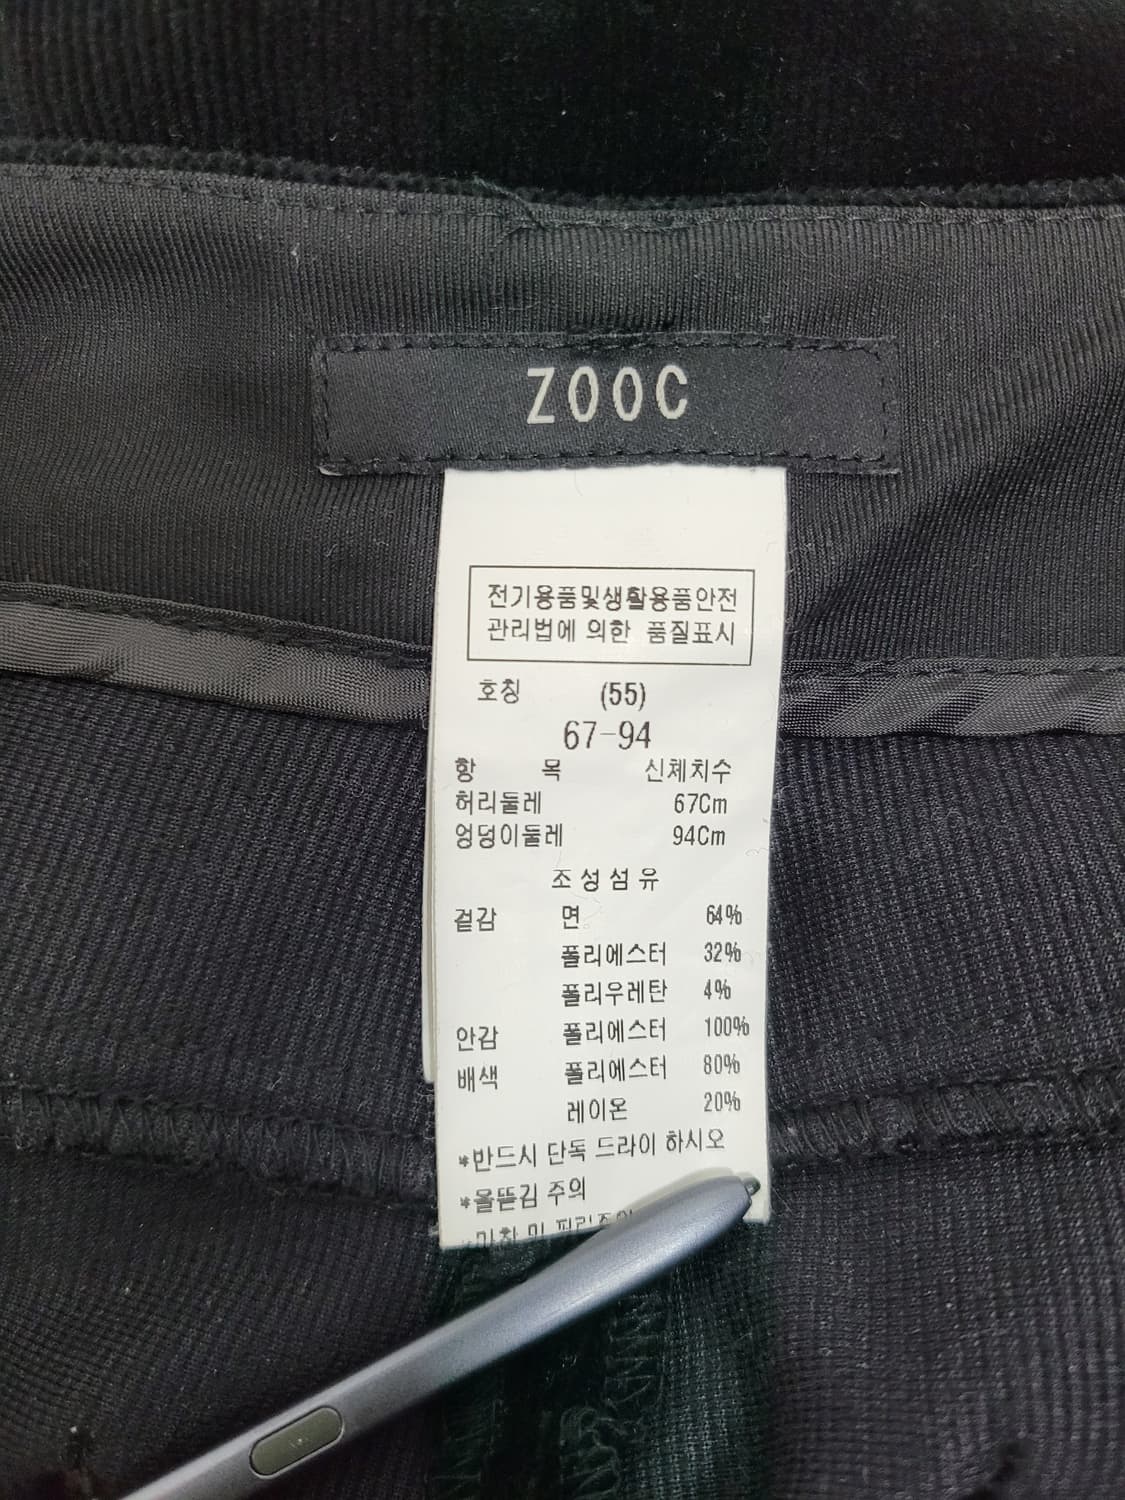 ZOOC
전기용품및생활용품안전
관리법에 의한 품질표시
호칭 (55)
67-94
항 목 신체치수
허리둘레 67Cm
엉덩이둘레 94Cm
조성섬유
겉감 면 64%
폴리에스터 32%
폴리우레탄 4%
안감 폴리에스터 100%
배색 폴리에스터 80%
레이온 20%
*반드시 단독 드라이 하시오
*올뜯김 주의
*마찰 및